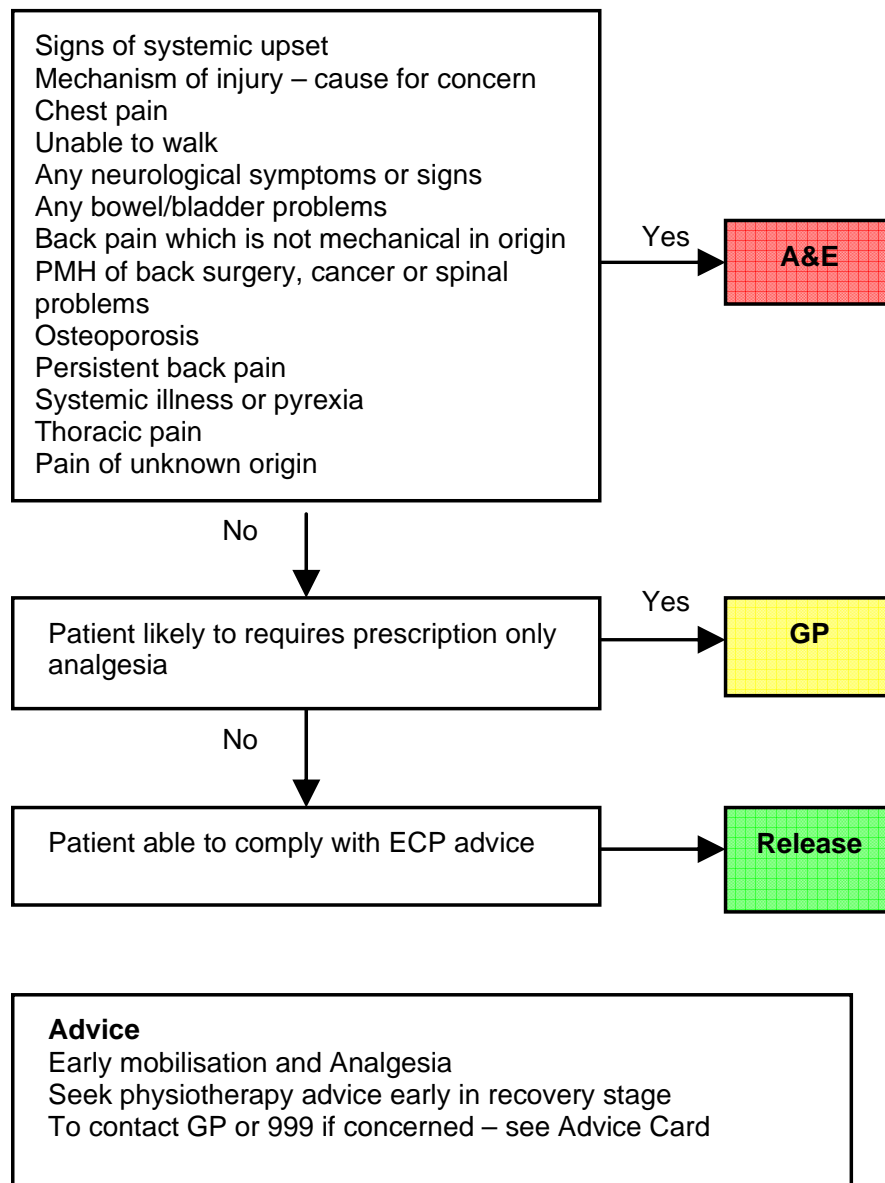 Signs of systemic upset
Mechanism of injury – cause for concern
Chest pain
Unable to walk
Any neurological symptoms or signs
Any bowel/bladder problems
Back pain which is not mechanical in origin
PMH of back surgery, cancer or spinal
problems
Osteoporosis
Persistent back pain
Systemic illness or pyrexia
Thoracic pain
Pain of unknown origin
Yes
A&E
No
Patient likely to requires prescription only
analgesia
Yes
GP
No
Patient able to comply with ECP advice
Release
Advice
Early mobilisation and Analgesia
Seek physiotherapy advice early in recovery stage
To contact GP or 999 if concerned – see Advice Card